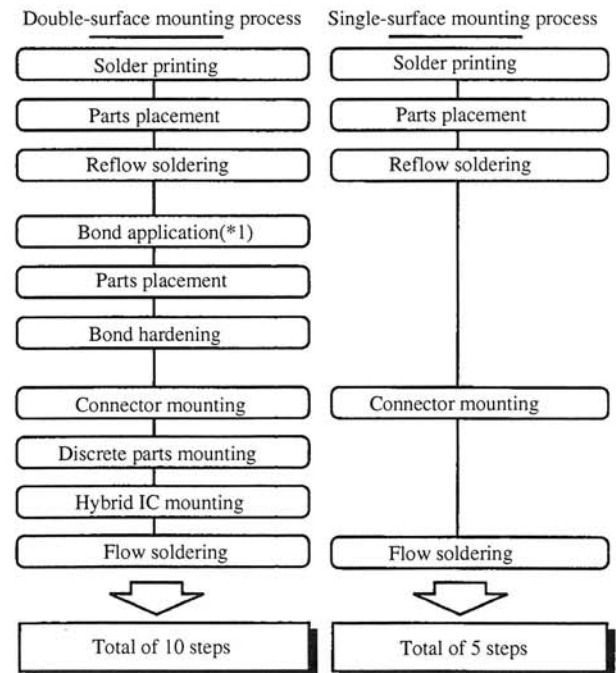 Double-surface mounting process
Solder printing
Parts placement
Reflow soldering
Bond application(*1)
Parts placement
Bond hardening
Connector mounting
Discrete parts mounting
Hybrid IC mounting
Flow soldering
Total of 10 steps
Single-surface mounting process
Solder printing
Parts placement
Reflow soldering
Connector mounting
Flow soldering
Total of 5 steps